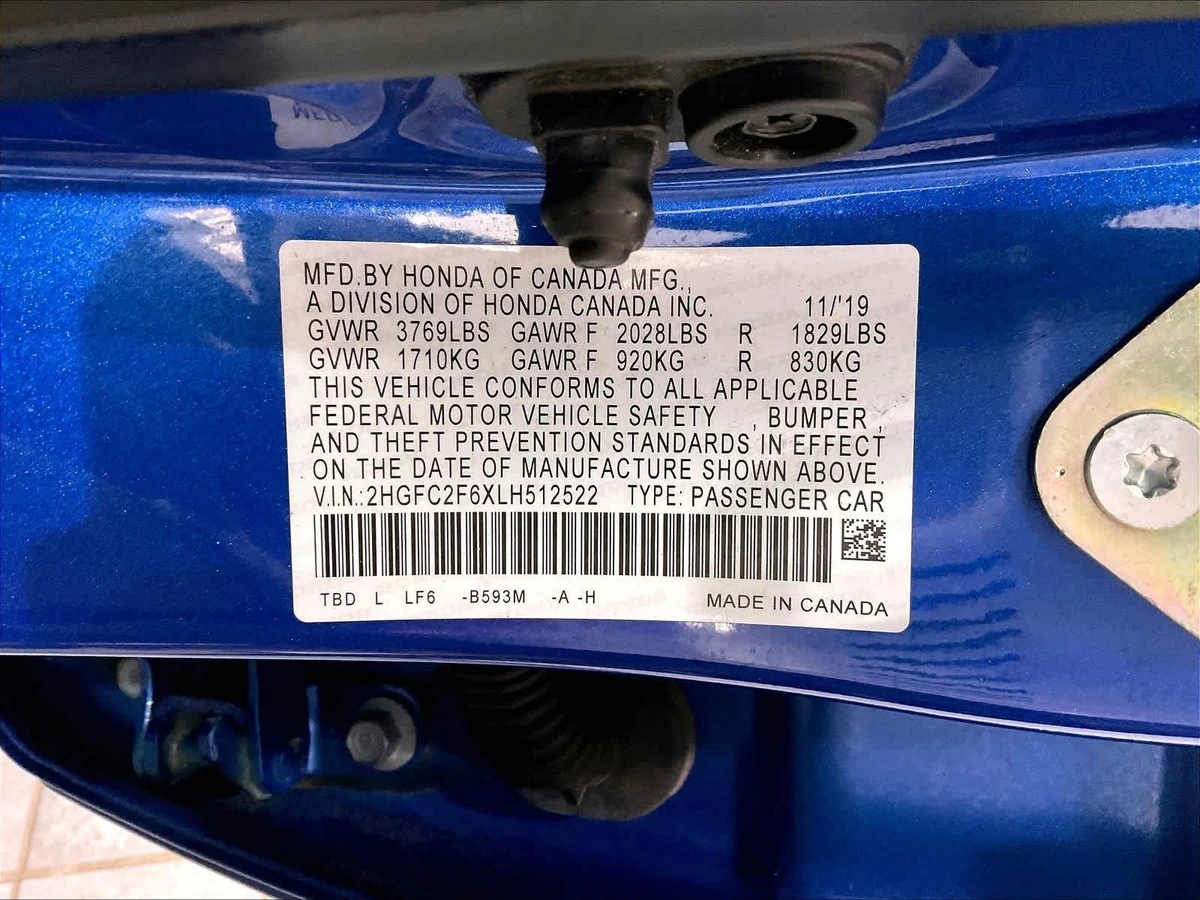 MFD.BY HONDA OF CANADA MFG.,
A DIVISION OF HONDA CANADA INC. 11/'19
GVWR 3769LBS GAWR F 2028LBS R 1829LBS
GVWR 1710KG GAWR F 920KG R 830KG
THIS VEHICLE CONFORMS TO ALL APPLICABLE
FEDERAL MOTOR VEHICLE SAFETY , BUMPER ,
AND THEFT PREVENTION STANDARDS IN EFFECT
ON THE DATE OF MANUFACTURE SHOWN ABOVE.
V.I.N.:2HGFC2F6XLH512522 TYPE: PASSENGER CAR
TBD L LF6 -B593M -A -H MADE IN CANADA